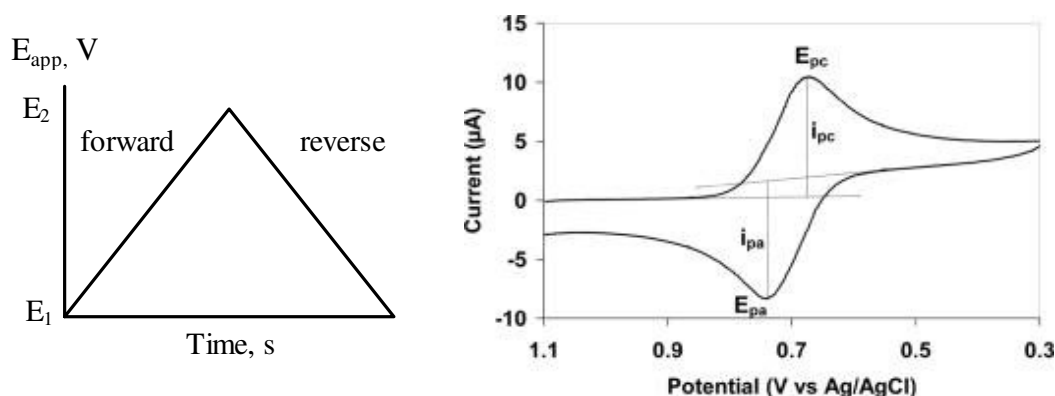 E_app, V
E_2
forward
reverse
E_1
Time, s
15
10
5
0
-5
-10
Current (µA)
E_pc
i_pc
i_pa
E_pa
1.1
0.9
0.7
0.5
0.3
Potential (V vs Ag/AgCl)